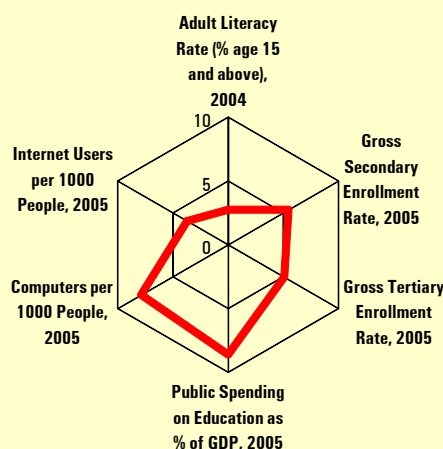 Adult Literacy
Rate (% age 15
and above),
2004
10
5
0
Gross
Secondary
Enrollment
Rate, 2005
Gross Tertiary
Enrollment
Rate, 2005
Public Spending
on Education as
% of GDP, 2005
Computers per
1000 People,
2005
Internet Users
per 1000
People, 2005